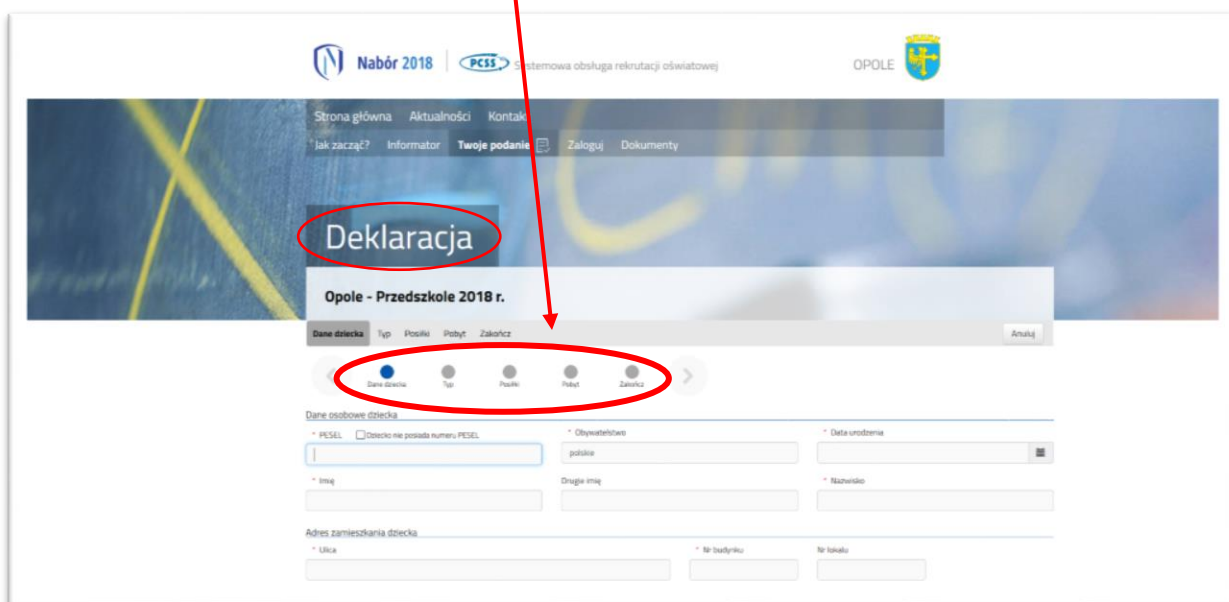 Nabór 2018 PCSS Systemowa obsługa rekrutacji oświatowej OPOLE
Strona główna Aktualności Kontakt
Jak zacząć? Informator Twoje podanie Zaloguj Dokumenty
Deklaracja
Opole - Przedszkole 2018 r.
Dane dziecka Typ Posiłki Pobyt Zakończ Anuluj
Dane dziecka Typ Posiłki Pobyt Zakończ
Dane osobowe dziecka
* PESEL Dziecko nie posiada numeru PESEL * Obywatelstwo * Data urodzenia
polskie
* Imię Drugie imię * Nazwisko
Adres zamieszkania dziecka
* Ulica * Nr budynku Nr lokalu